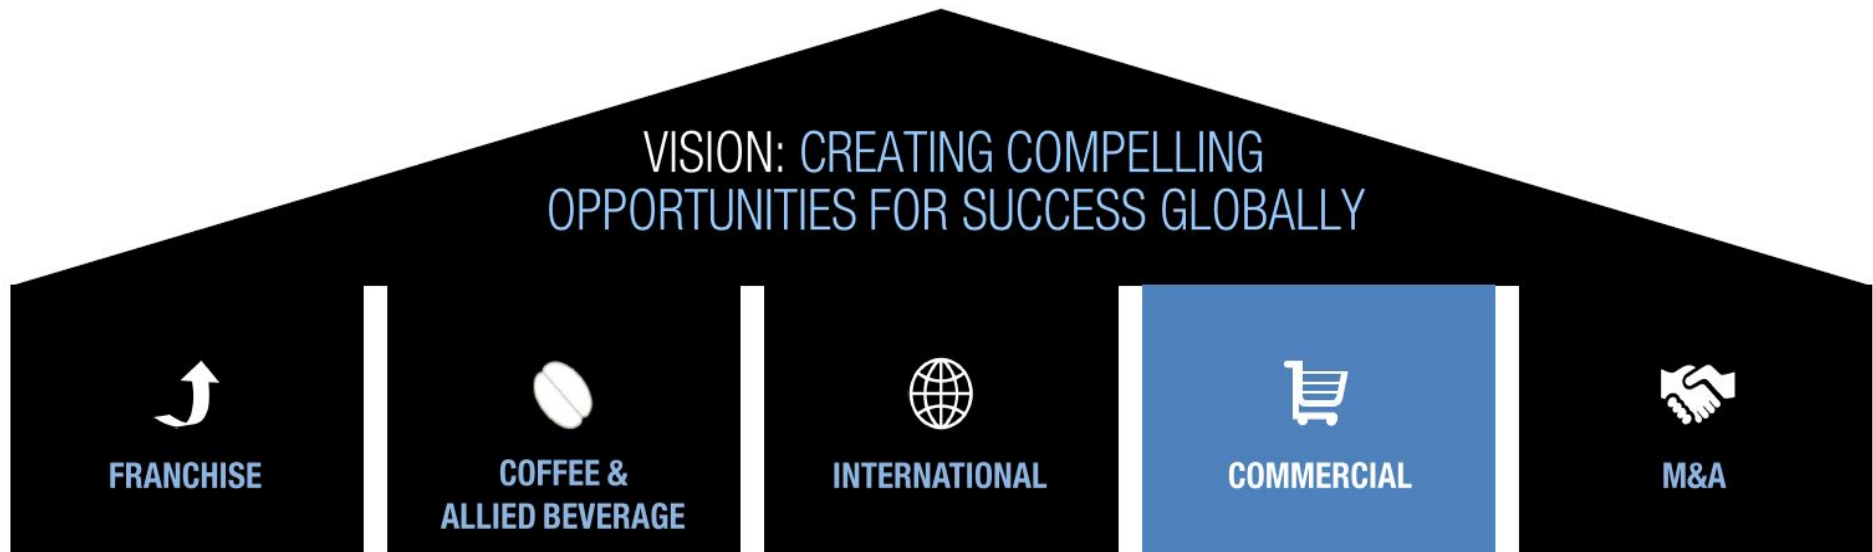 VISION: CREATING COMPELLING
OPPORTUNITIES FOR SUCCESS GLOBALLY
FRANCHISE
COFFEE &
ALLIED BEVERAGE
INTERNATIONAL
COMMERCIAL
M&A